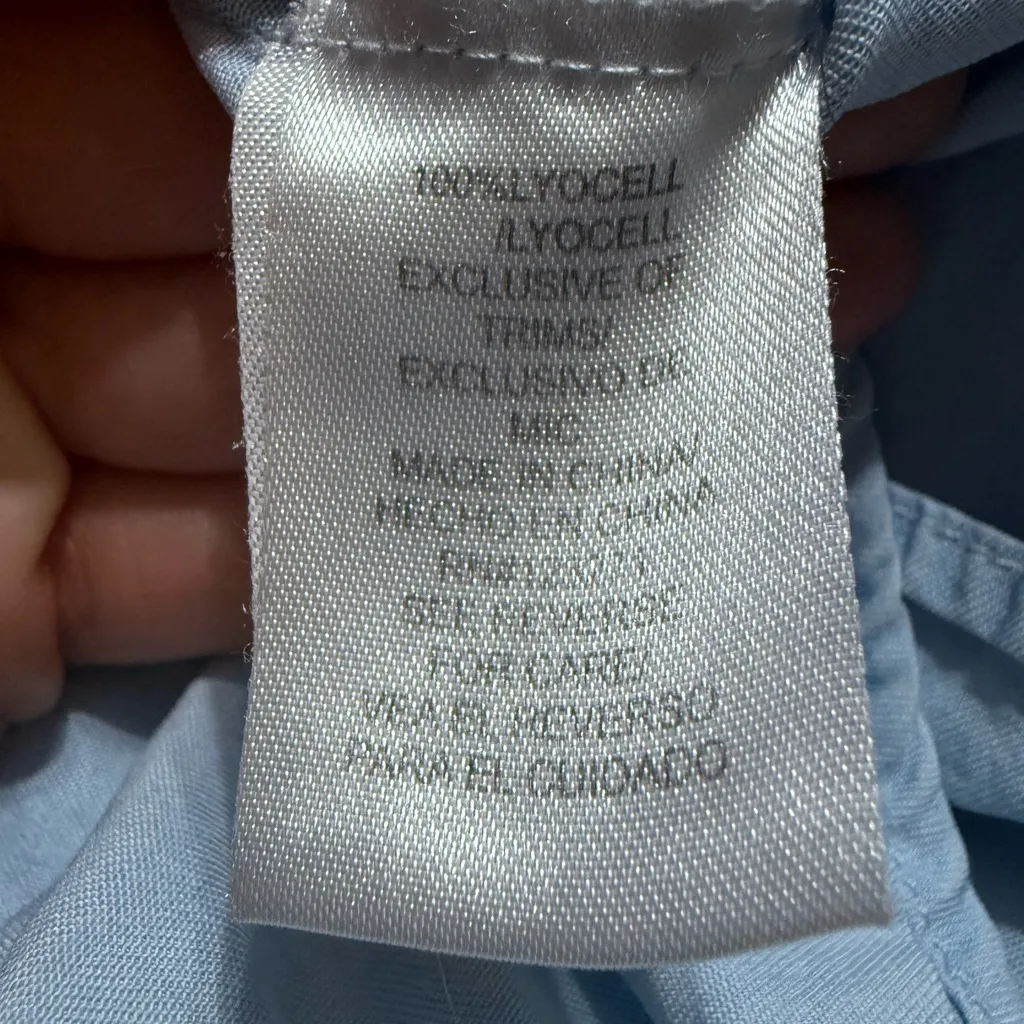 100%LYOCELL
/LYOCELL
EXCLUSIVE OF
TRIMS/
EXCLUSIVO DE
MIC
MADE IN CHINA/
HECHO EN CHINA
SEE REVERSE
FOR CARE/
VEA EL REVERSO
PARA EL CUIDADO